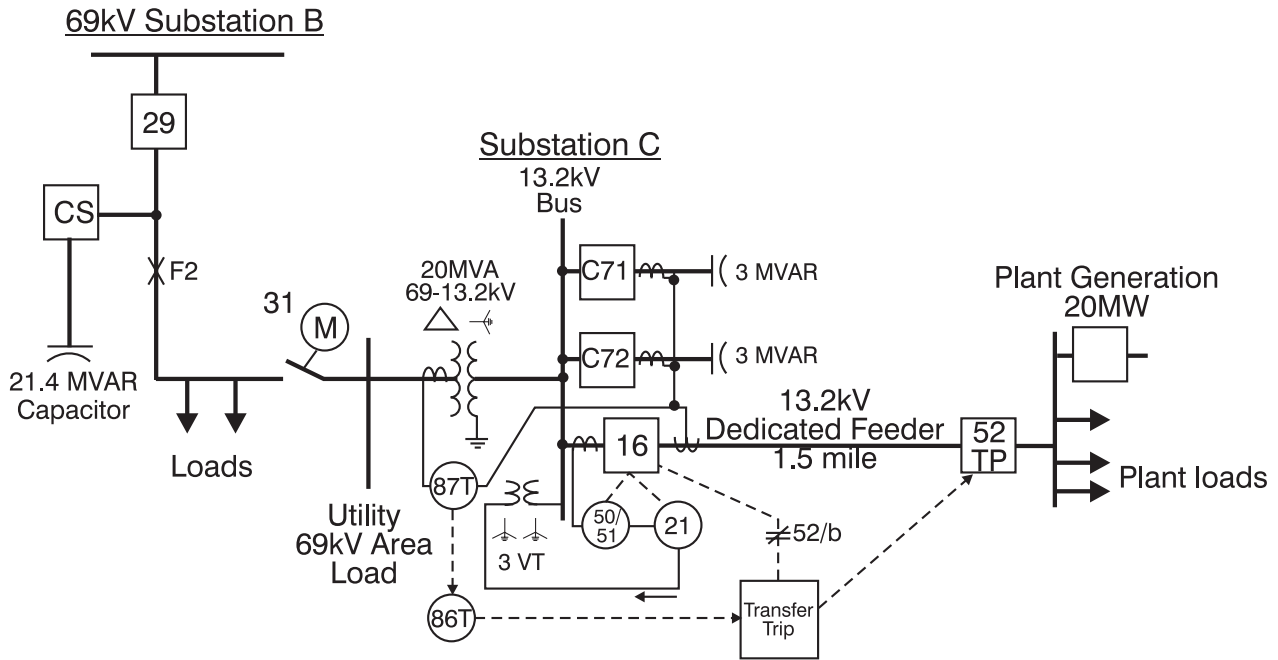 69kV Substation B
29
CS
F2
21.4 MVAR
Capacitor
Loads
31
M
Utility
69kV Area
Load
20MVA
69-13.2kV
Substation C
13.2kV
Bus
C71
3 MVAR
C72
3 MVAR
16
13.2kV
Dedicated Feeder
1.5 mile
52
TP
Plant Generation
20MW
Plant loads
87T
86T
3 VT
50/
51
21
52/b
Transfer
Trip